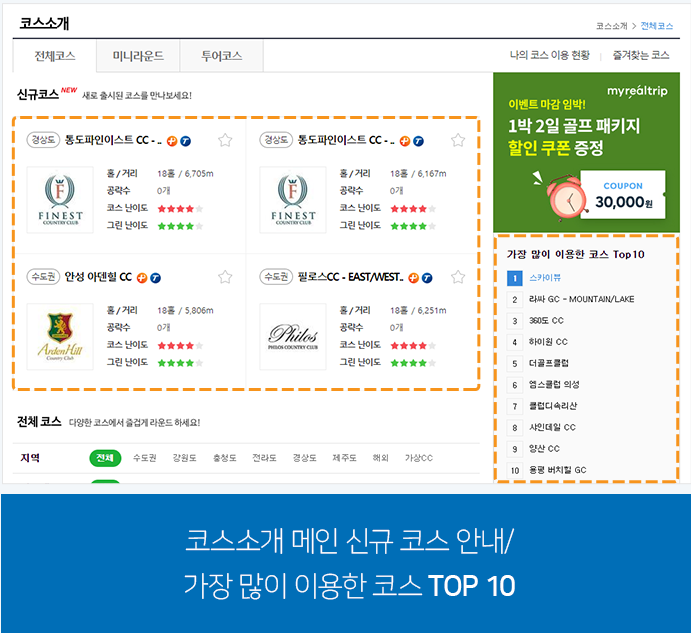 코스소개
코스소개 > 전체코스
전체코스 미니라운드 투어코스
나의 코스 이용 현황 | 즐겨찾는 코스
신규코스 NEW 새로 출시된 코스를 만나보세요!
경상도 통도파인이스트 CC - .. T
홀 / 거리 18홀 / 6,705m
공략수 0개
코스 난이도 ★★★★★
그린 난이도 ★★★★★
F
FINEST
COUNTRY CLUB
경상도 통도파인이스트 CC - .. T
홀 / 거리 18홀 / 6,167m
공략수 0개
코스 난이도 ★★★★★
그린 난이도 ★★★★★
F
FINEST
COUNTRY CLUB
수도권 안성 아덴힐 CC T
홀 / 거리 18홀 / 5,806m
공략수 0개
코스 난이도 ★★★★★
그린 난이도 ★★★★★
ArdenHill
Country Club
수도권 필로스CC - EAST/WEST.. T
홀 / 거리 18홀 / 6,251m
공략수 0개
코스 난이도 ★★★★★
그린 난이도 ★★★★★
Philos
PHILOS COUNTRY CLUB
전체 코스 다양한 코스에서 즐겁게 라운드 하세요!
지역 전체 수도권 강원도 충청도 전라도 경상도 제주도 해외 가상CC
myrealtrip
이벤트 마감 임박!
1박 2일 골프 패키지
할인 쿠폰 증정
COUPON
30,000원
가장 많이 이용한 코스 Top10
1 스카이뷰
2 라싸 GC - MOUNTAIN/LAKE
3 360도 CC
4 하이원 CC
5 더골프클럽
6 엠스클럽 의성
7 클럽디속리산
8 샤인데일 CC
9 양산 CC
10 용평 버치힐 GC
코스소개 메인 신규 코스 안내/
가장 많이 이용한 코스 TOP 10